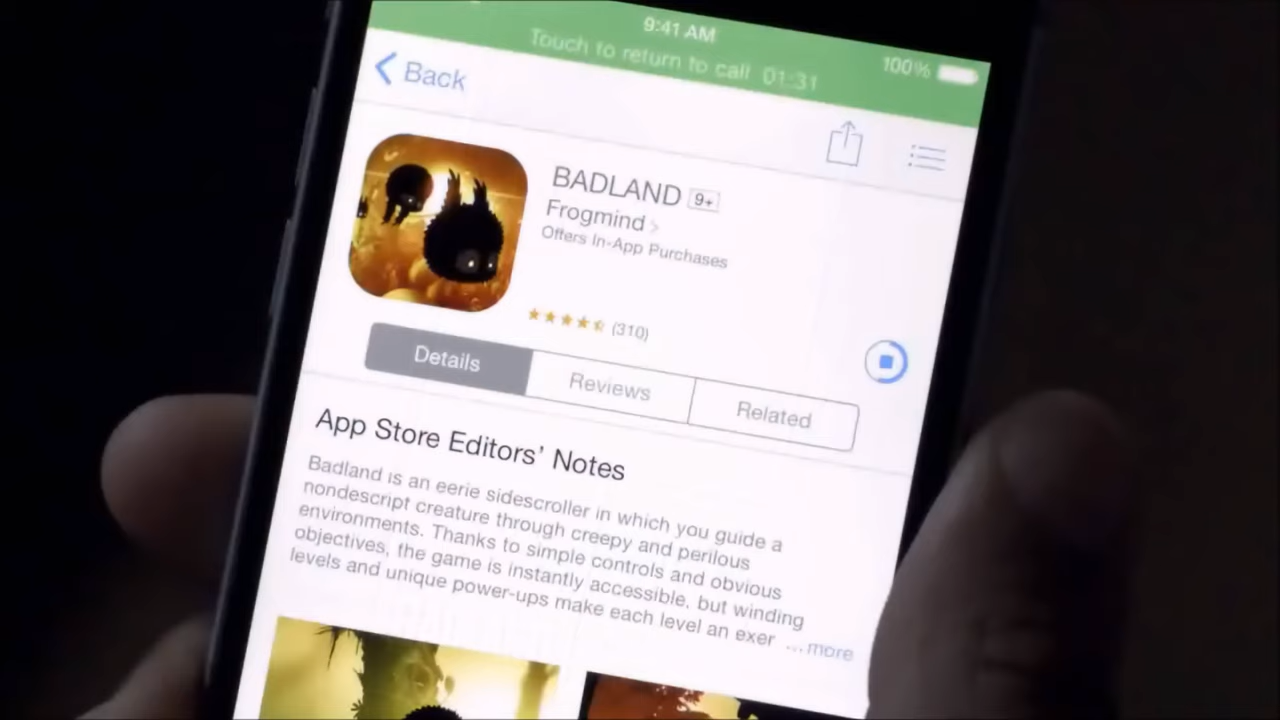 9:41 AM
Touch to return to call 01:31
100%
Back
BADLAND 9+
Frogmind
Offers In-App Purchases
(310)
Details
Reviews
Related
App Store Editors' Notes
Badland is an eerie sidescroller in which you guide a
nondescript creature through creepy and perilous
environments. Thanks to simple controls and obvious
objectives, the game is instantly accessible, but winding
levels and unique power-ups make each level an exer ...more